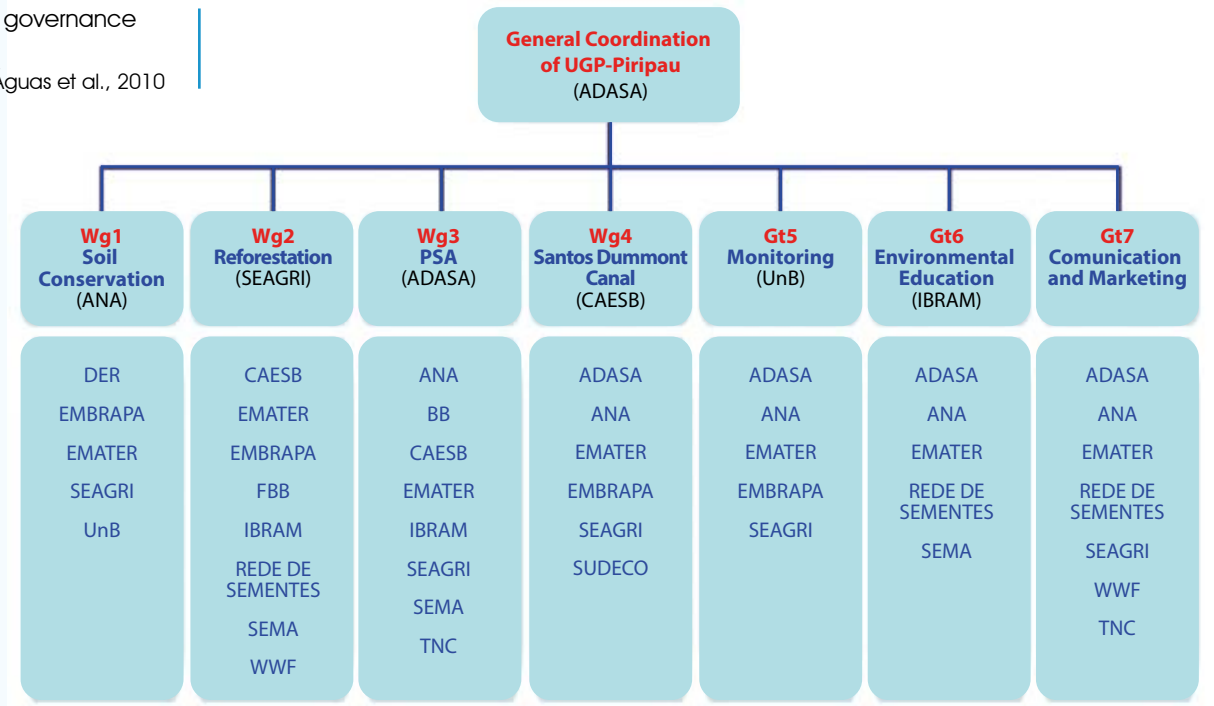 governance
Aguas et al., 2010
General Coordination
of UGP-Piripau
(ADASA)
Wg1
Soil
Conservation
(ANA)
DER
EMBRAPA
EMATER
SEAGRI
UnB
Wg2
Reforestation
(SEAGRI)
CAESB
EMATER
EMBRAPA
FBB
IBRAM
REDE DE
SEMENTES
SEMA
WWF
Wg3
PSA
(ADASA)
ANA
BB
CAESB
EMATER
IBRAM
SEAGRI
SEMA
TNC
Wg4
Santos Dummont
Canal
(CAESB)
ADASA
ANA
EMATER
EMBRAPA
SEAGRI
SUDECO
Gt5
Monitoring
(UnB)
ADASA
ANA
EMATER
EMBRAPA
SEAGRI
Gt6
Environmental
Education
(IBRAM)
ADASA
ANA
EMATER
REDE DE
SEMENTES
SEMA
Gt7
Comunication
and Marketing
ADASA
ANA
EMATER
REDE DE
SEMENTES
SEAGRI
WWF
TNC